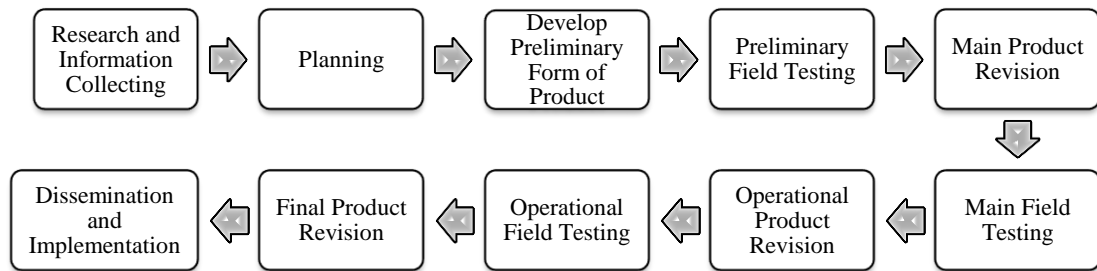 Research and
Information
Collecting
Planning
Develop
Preliminary
Form of
Product
Preliminary
Field Testing
Main Product
Revision
Main Field
Testing
Operational
Product
Revision
Operational
Field Testing
Final Product
Revision
Dissemination
and
Implementation